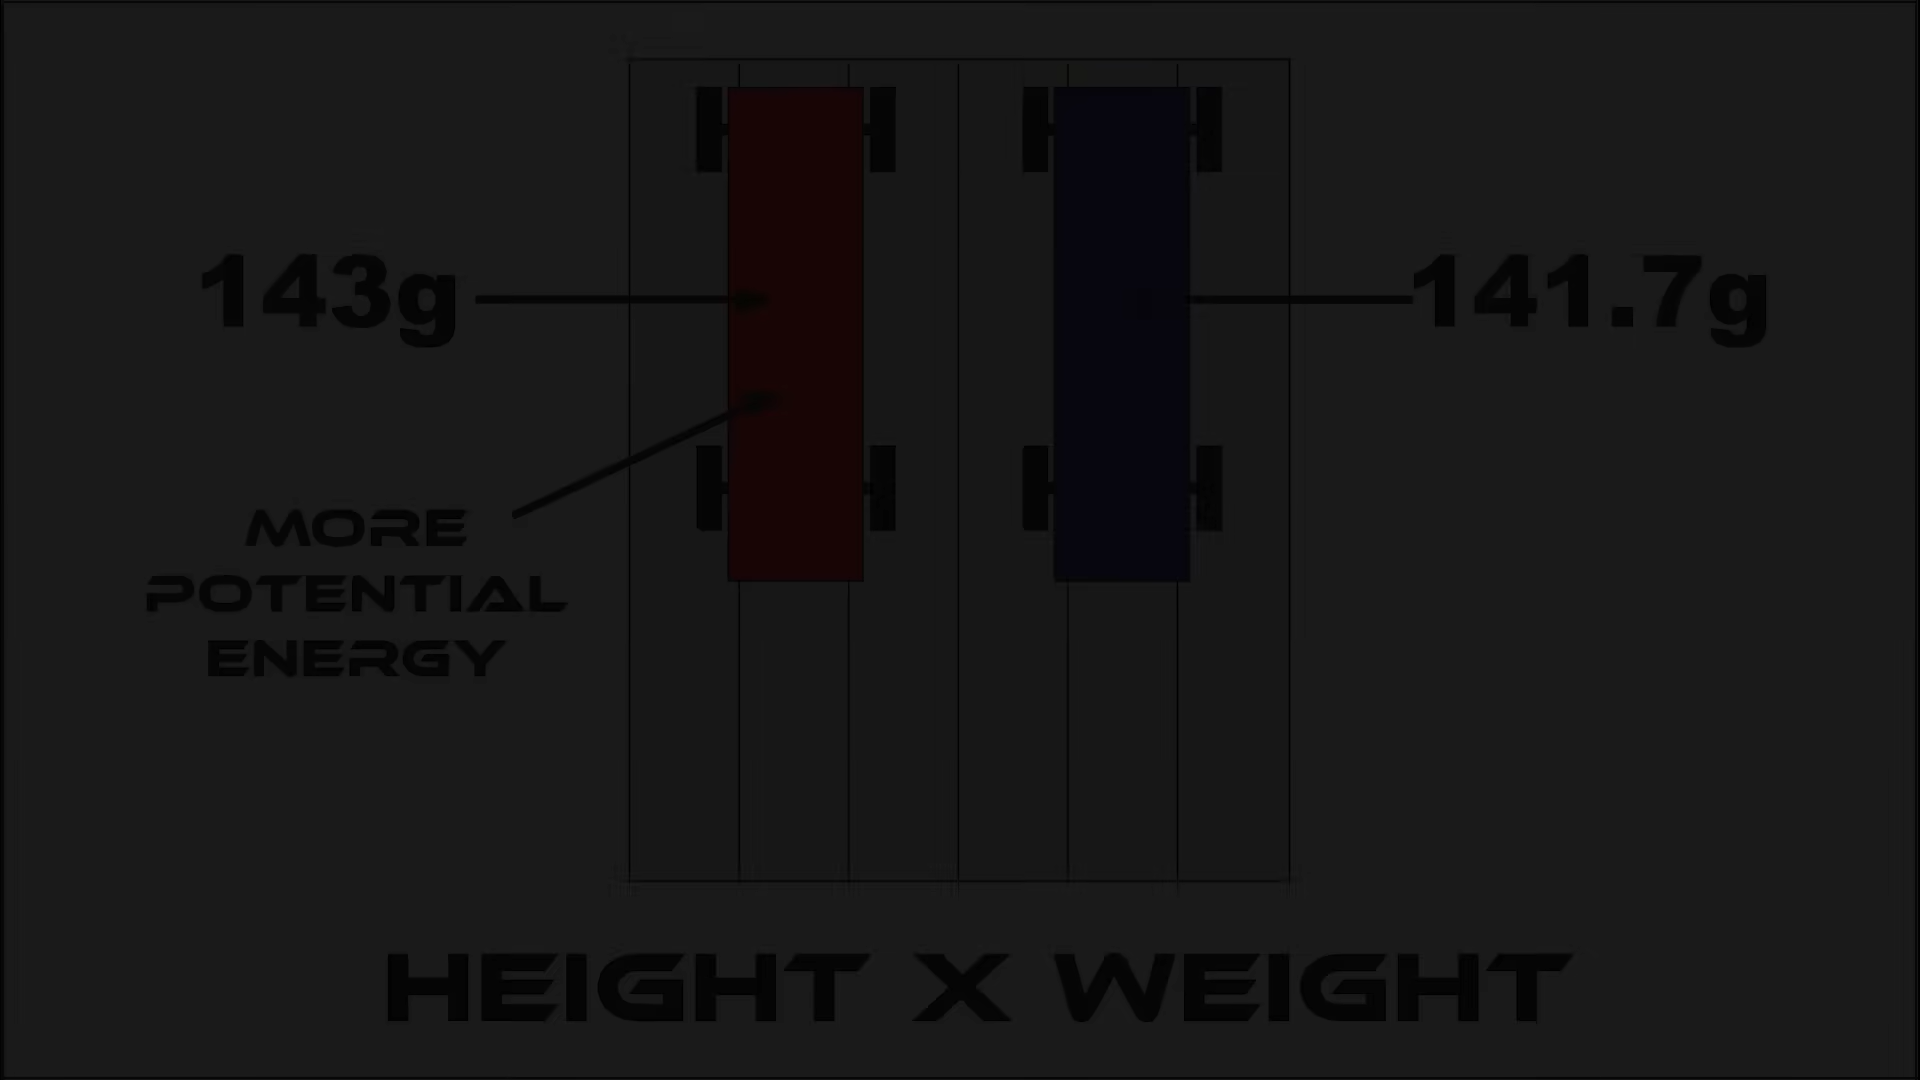 143g
141.7g
MORE
POTENTIAL
ENERGY
HEIGHT X WEIGHT